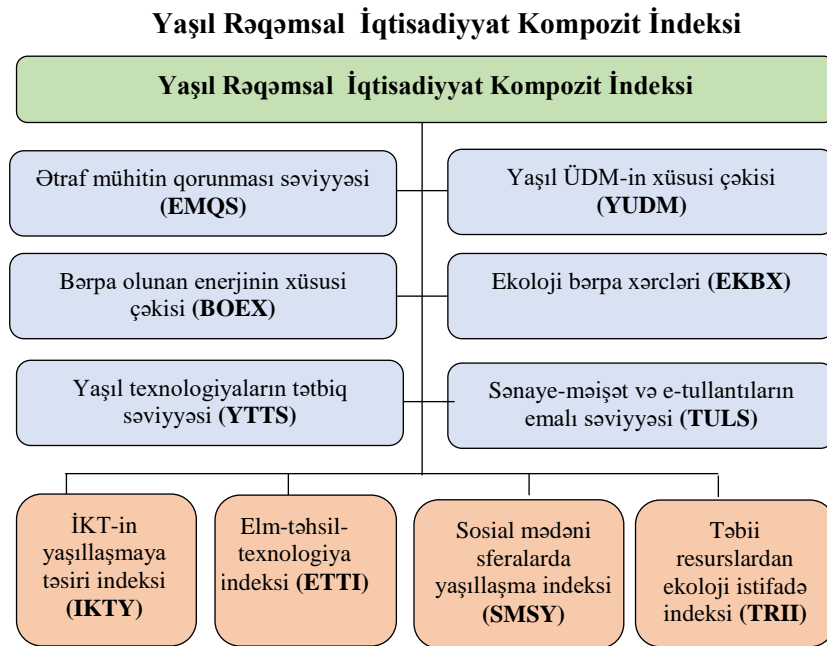 Yaşıl Rəqəmsal İqtisadiyyat Kompozit İndeksi
Yaşıl Rəqəmsal İqtisadiyyat Kompozit İndeksi
Ətraf mühitin qorunması səviyyəsi
(EMQS)
Yaşıl ÜDM-in xüsusi çəkisi
(YUDM)
Bərpa olunan enerjinin xüsusi
çəkisi (BOEX)
Ekoloji bərpa xərcləri (EKBX)
Yaşıl texnologiyaların tətbiq
səviyyəsi (YTTS)
Sənaye-məişət və e-tullantıların
emalı səviyyəsi (TULS)
İKT-in
yaşıllaşmaya
təsiri indeksi
(IKTY)
Elm-təhsil-
texnologiya
indeksi (ETTI)
Sosial mədəni
sferalarda
yaşıllaşma indeksi
(SMSY)
Təbii
resurslardan
ekoloji istifadə
indeksi (TRII)